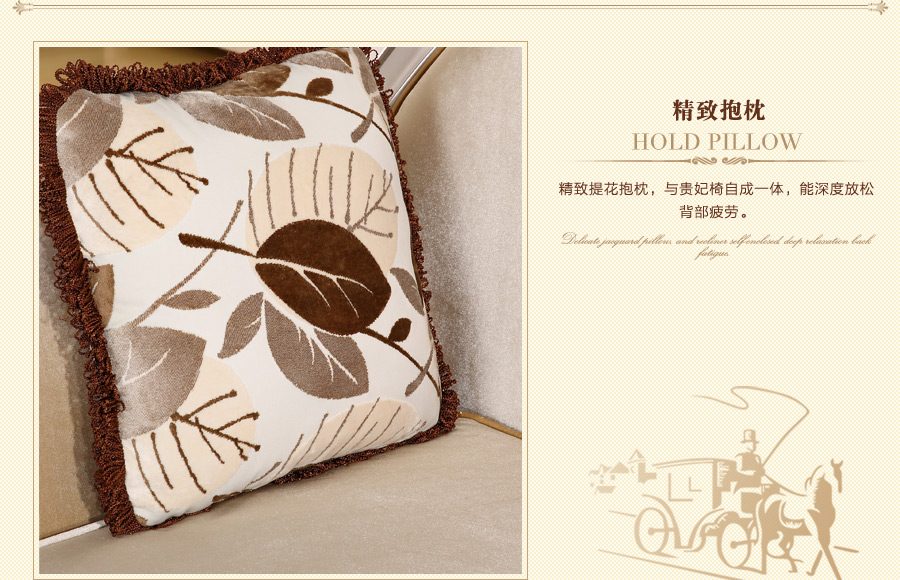 精致抱枕
HOLD PILLOW
精致提花抱枕，与贵妃椅自成一体，能深度放松
背部疲劳。
Delicate jacquard pillow, and recliner self-enclosed, deep relaxation back
fatigue.